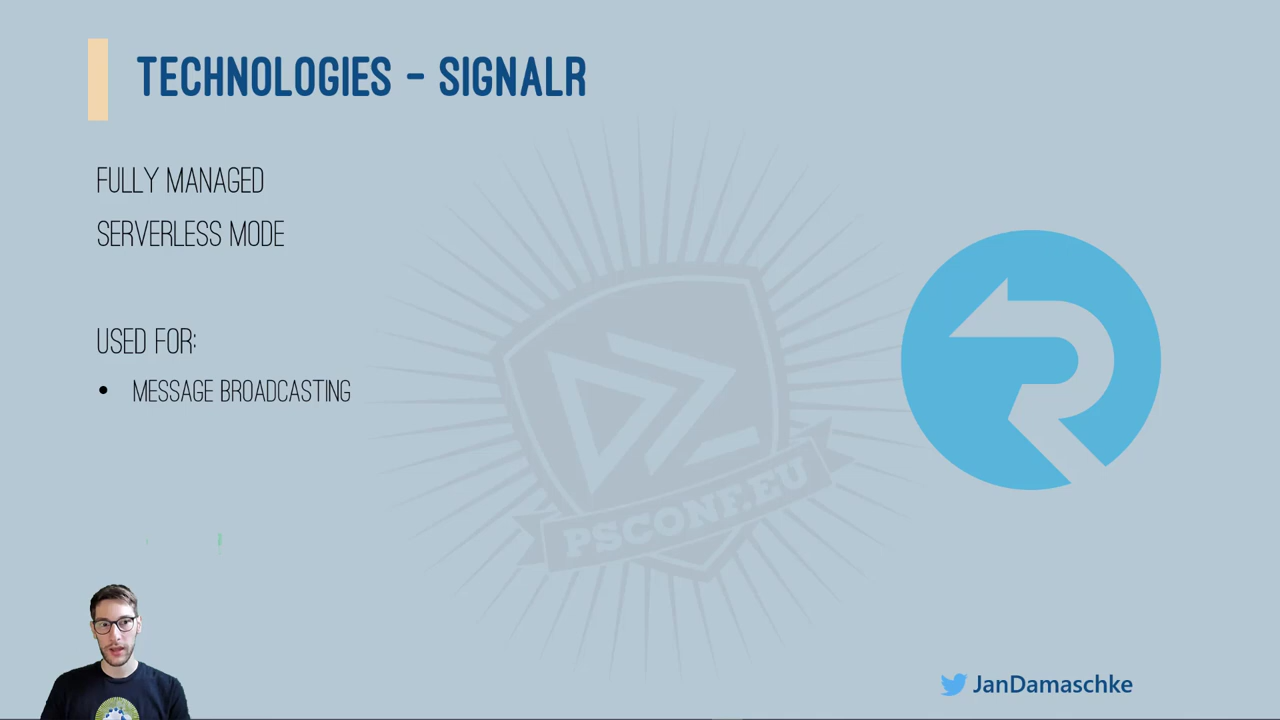 TECHNOLOGIES - SIGNALR
FULLY MANAGED
SERVERLESS MODE
USED FOR:
• MESSAGE BROADCASTING
PSCONF.EU
JanDamaschke